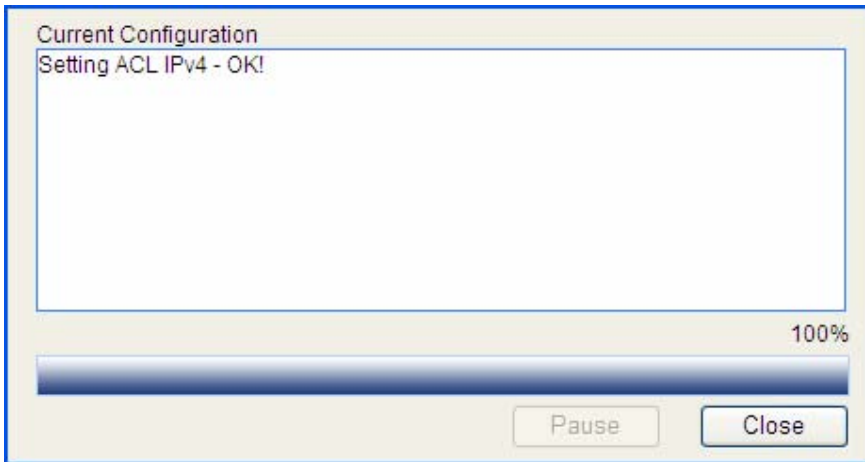 Current Configuration
Setting ACL IPv4 - OK!
100%
Pause
Close